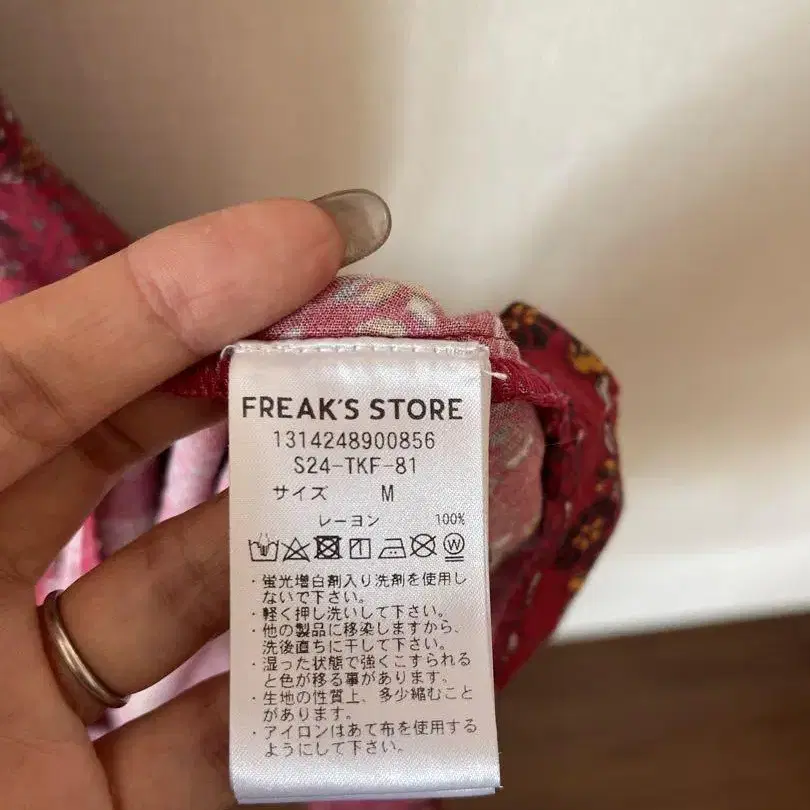 FREAK'S STORE
1314248900856
S24-TKF-81
サイズ M
レーヨン 100%
・蛍光増白剤入り洗剤を使用し
ないで下さい。
・軽く押し洗いして下さい。
・他の製品に移染しますから、
洗後直ちに干して下さい。
・湿った状態で強くこすられる
と色が移る事があります。
・生地の性質上、多少縮むこと
があります。
・アイロンはあて布を使用する
ようにして下さい。